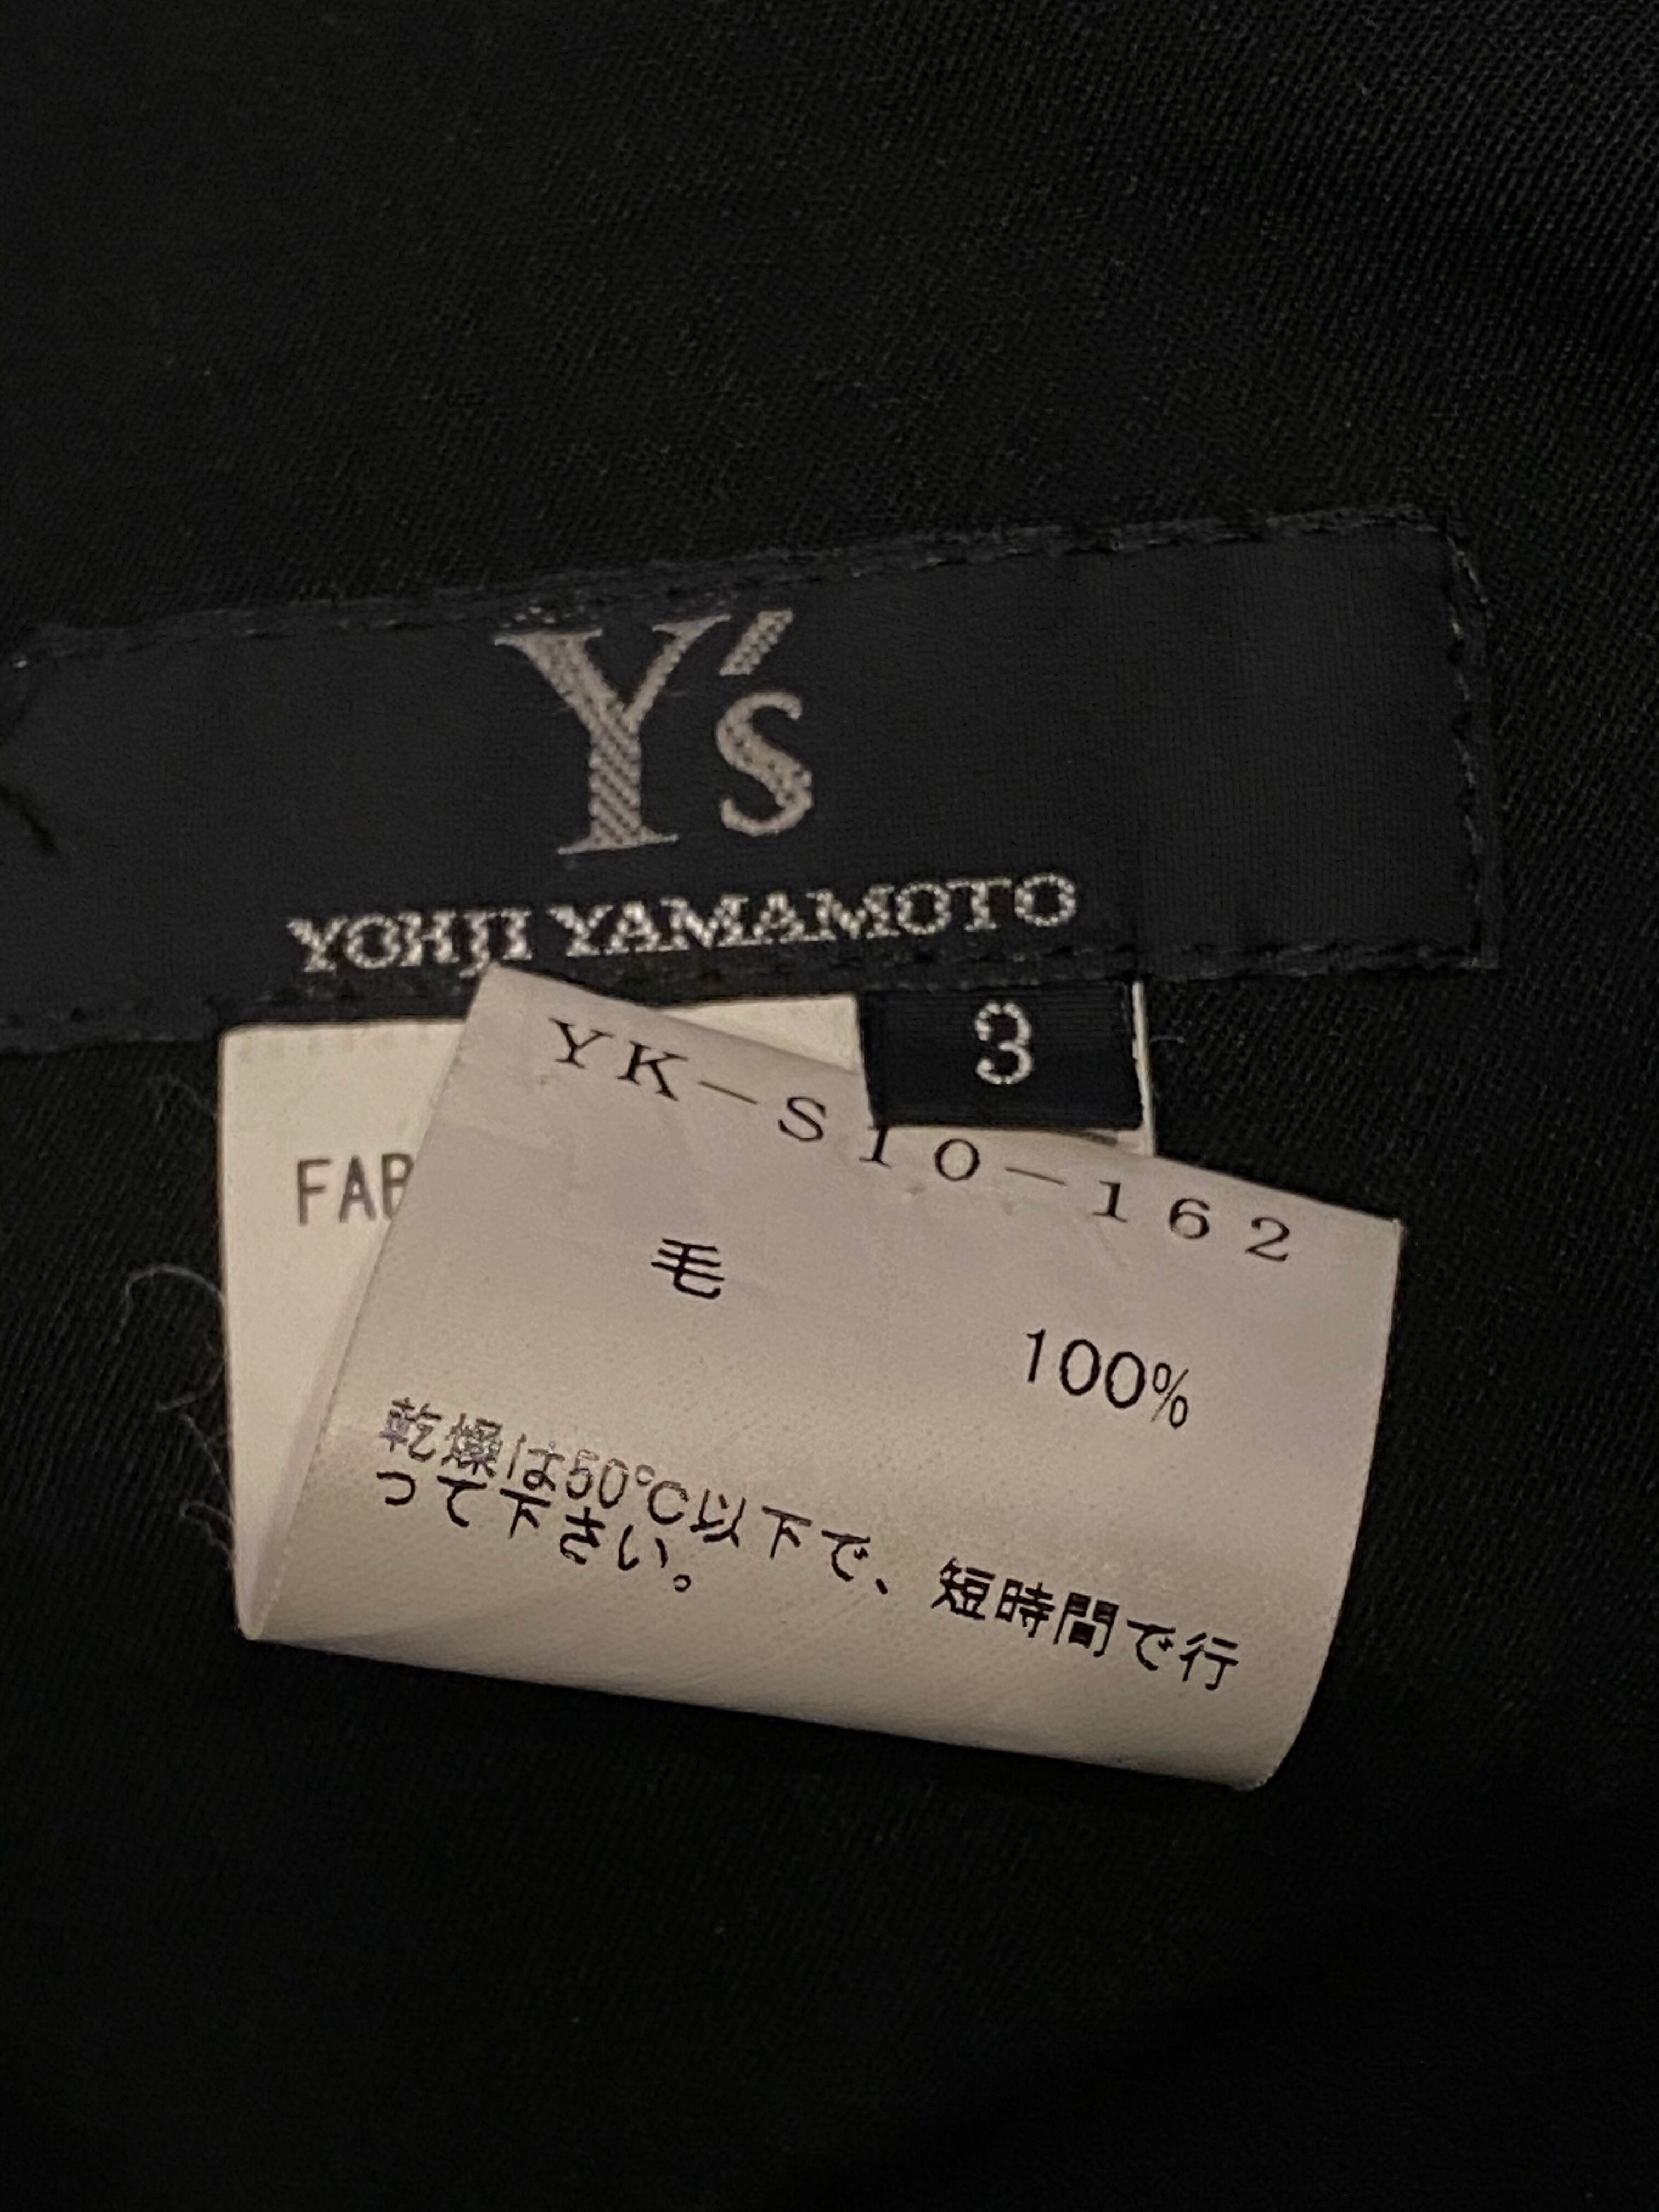 Y's
YOHJI YAMAMOTO
3
YK-S10-162
毛 100%
乾燥は50℃以下で、短時間で行
って下さい。